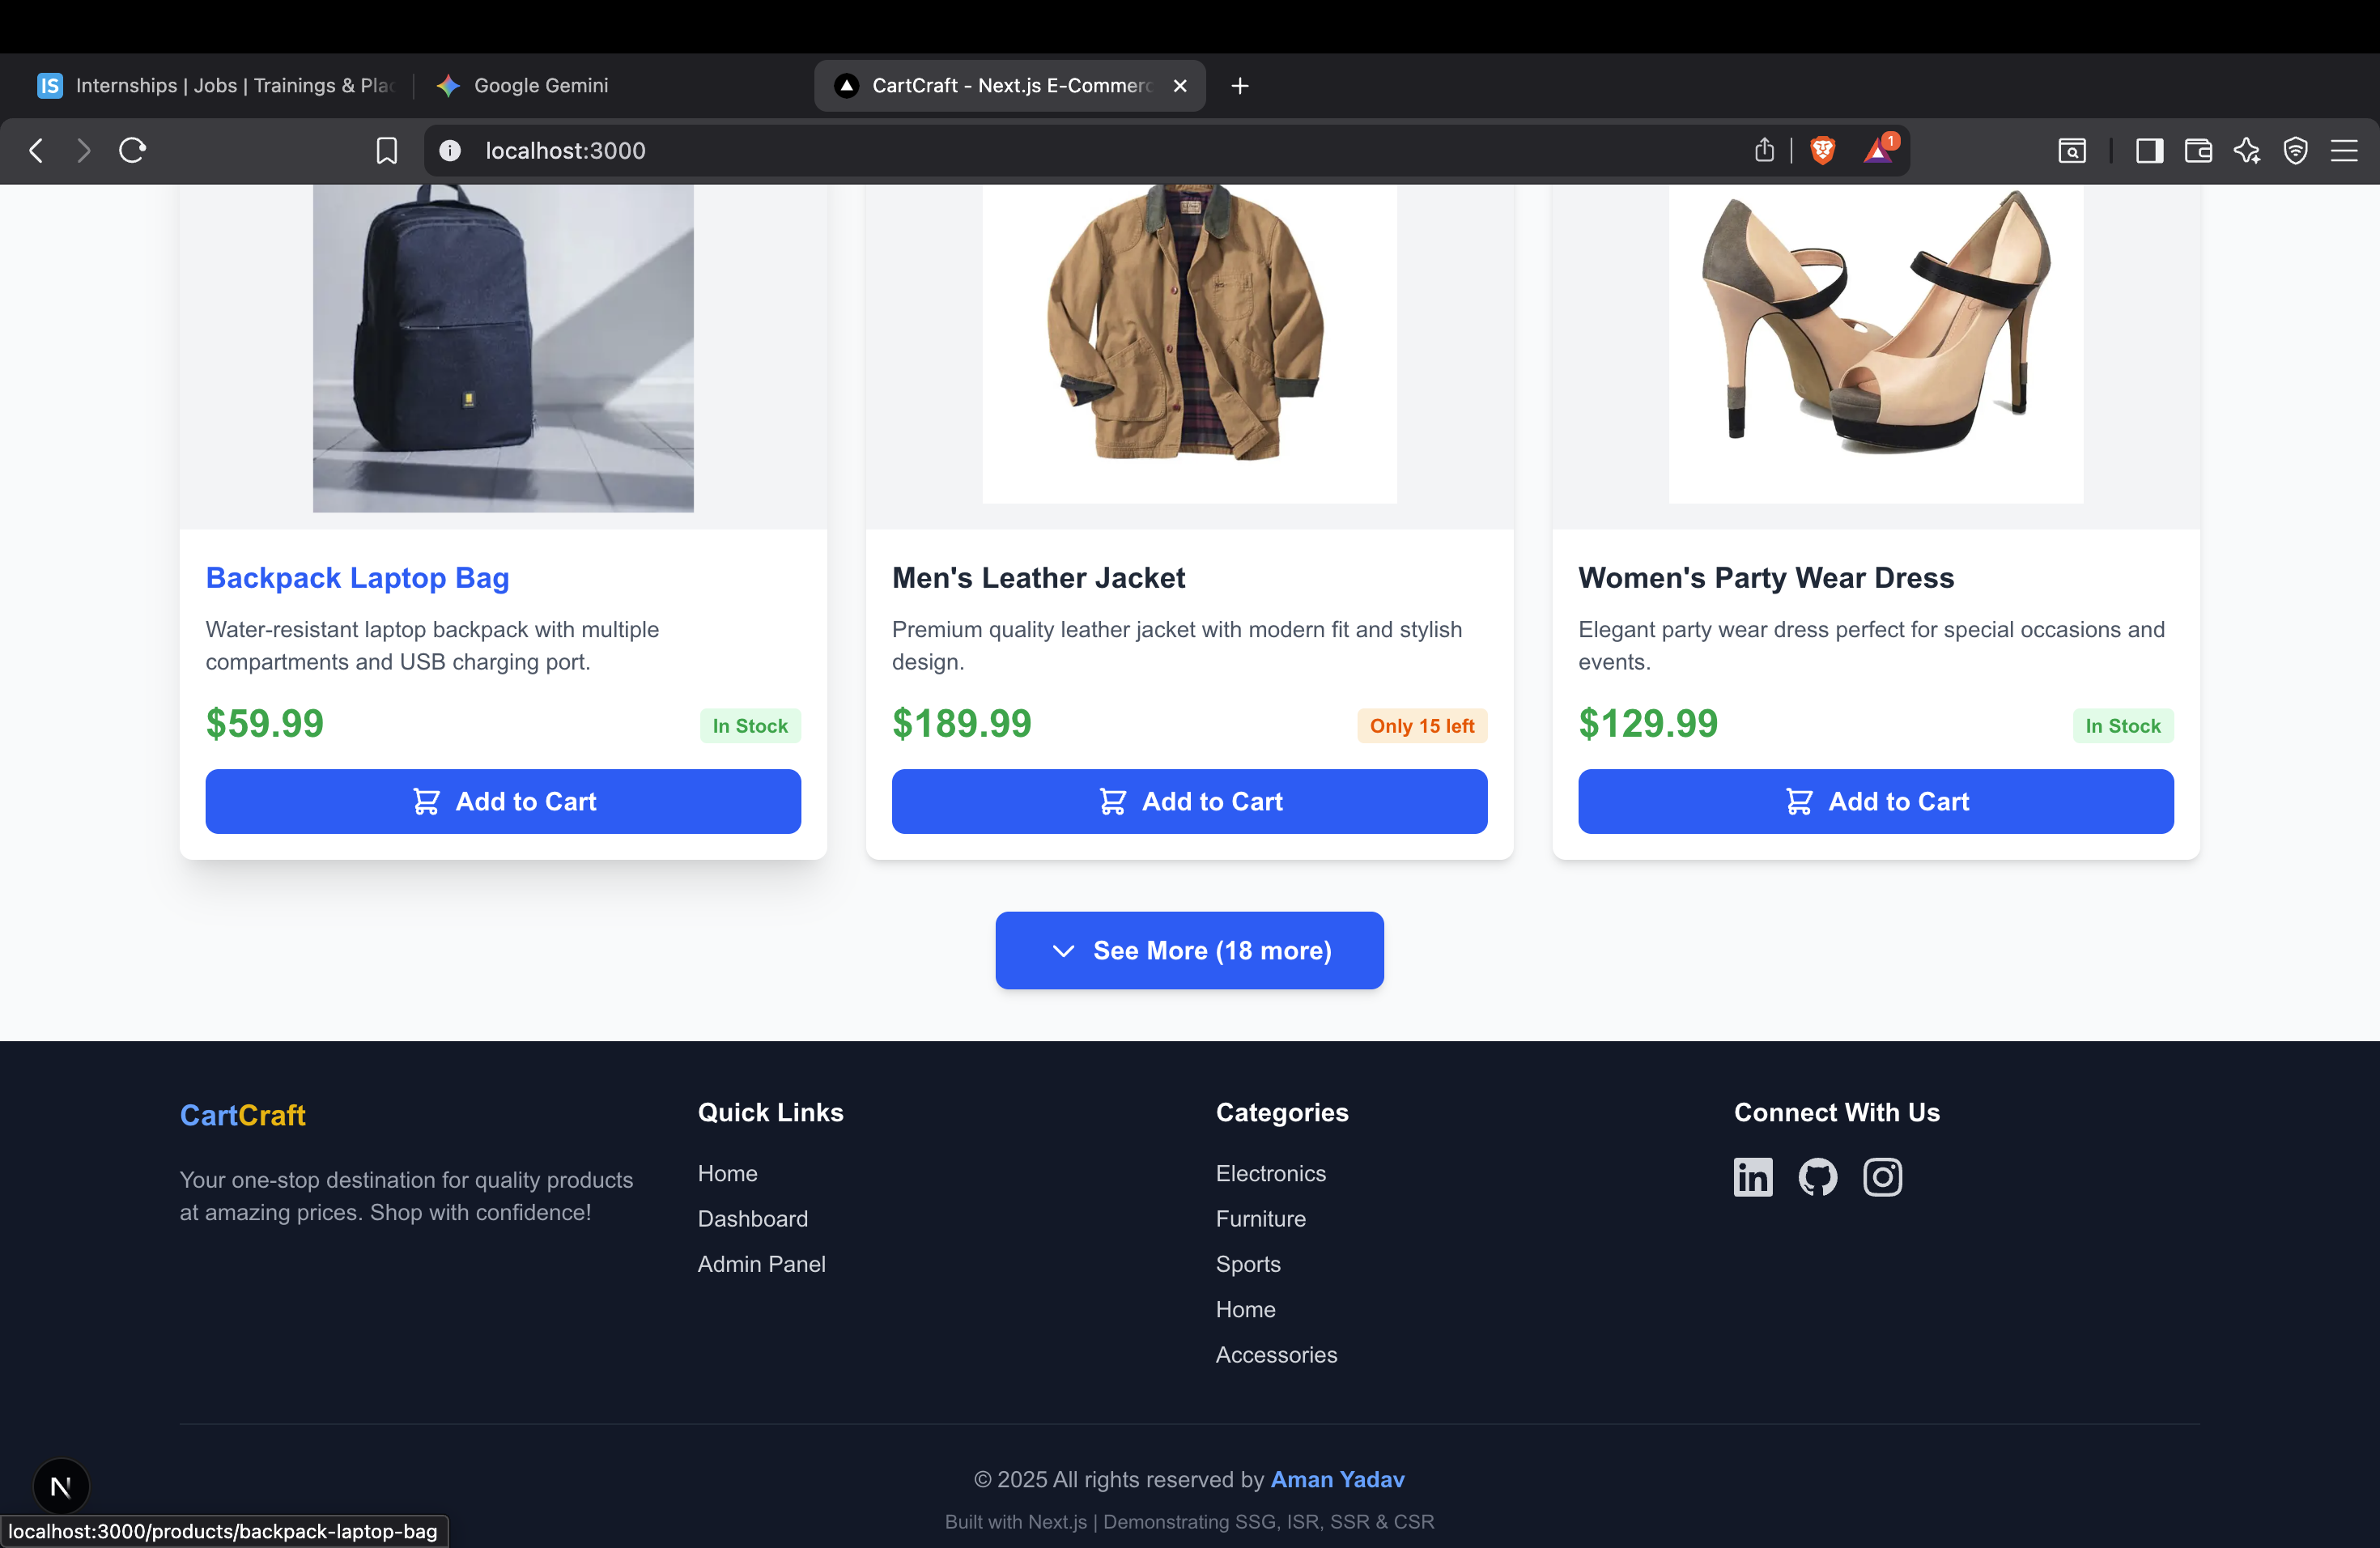 Internships | Jobs | Trainings & Pla
Google Gemini
CartCraft - Next.js E-Commer
localhost:3000
1
Backpack Laptop Bag
Water-resistant laptop backpack with multiple
compartments and USB charging port.
$59.99
In Stock
Add to Cart
Men's Leather Jacket
Premium quality leather jacket with modern fit and stylish
design.
$189.99
Only 15 left
Add to Cart
Women's Party Wear Dress
Elegant party wear dress perfect for special occasions and
events.
$129.99
In Stock
Add to Cart
See More (18 more)
CartCraft
Your one-stop destination for quality products
at amazing prices. Shop with confidence!
Quick Links
Home
Dashboard
Admin Panel
Categories
Electronics
Furniture
Sports
Home
Accessories
Connect With Us
© 2025 All rights reserved by Aman Yadav
Built with Next.js | Demonstrating SSG, ISR, SSR & CSR
localhost:3000/products/backpack-laptop-bag